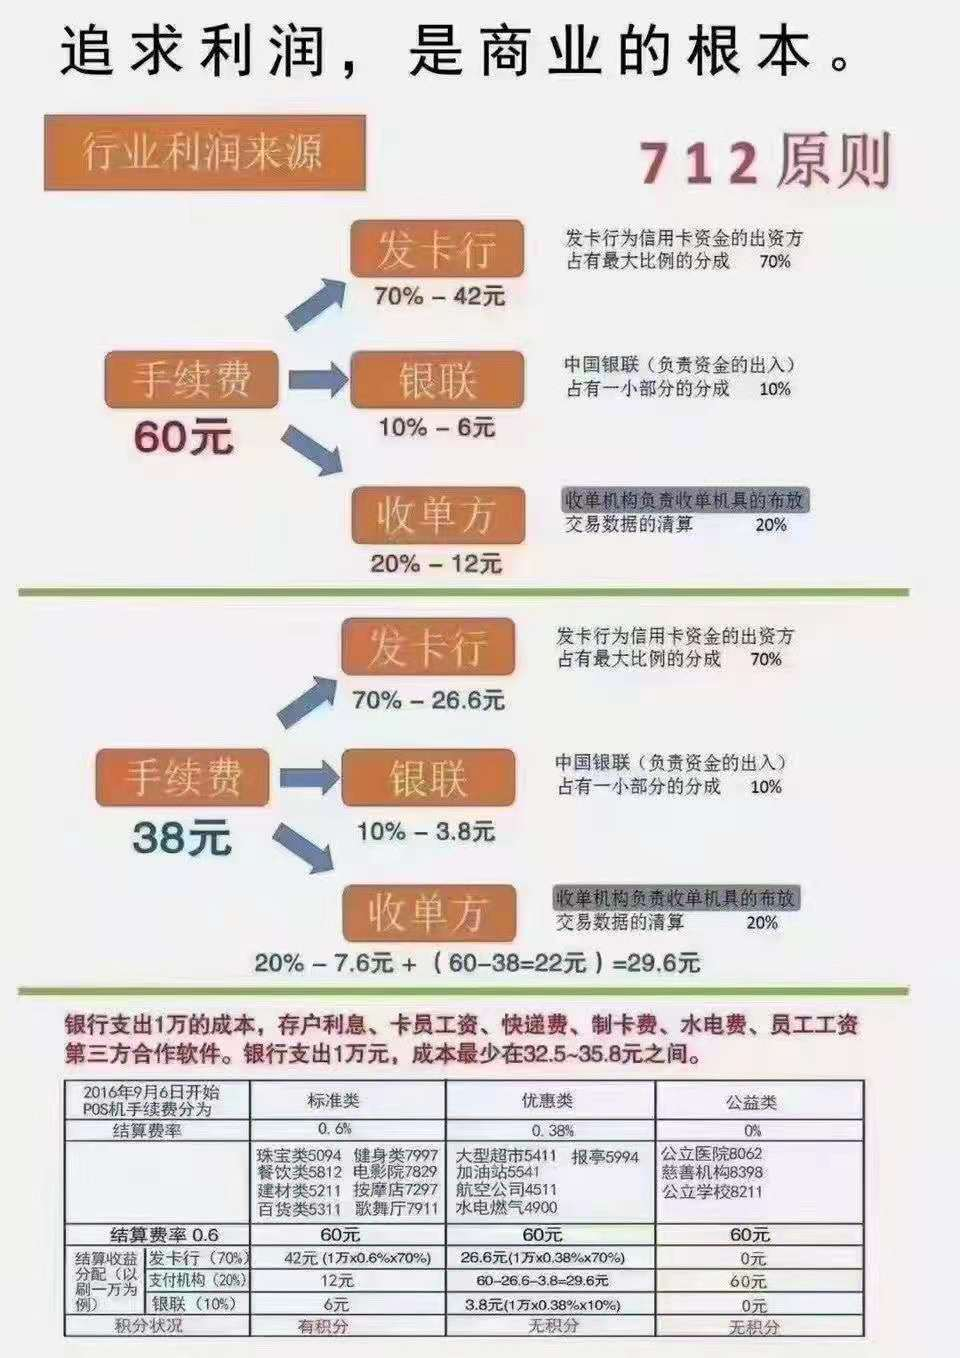 追求利润，是商业的根本。
行业利润来源
712原则
发卡行
70% – 42元
发卡行为信用卡资金的出资方
占有最大比例的分成 70%
手续费
60元
银联
10% – 6元
中国银联（负责资金的出入）
占有一小部分的分成 10%
收单方
20% – 12元
收单机构负责收单机具的布放
交易数据的清算 20%
发卡行
70% – 26.6元
发卡行为信用卡资金的出资方
占有最大比例的分成 70%
手续费
38元
银联
10% – 3.8元
中国银联（负责资金的出入）
占有一小部分的分成 10%
收单方
20% – 7.6元 + （60–38=22元）=29.6元
收单机构负责收单机具的布放
交易数据的清算 20%
银行支出1万的成本，存户利息、卡员工资、快递费、制卡费、水电费、员工工资
第三方合作软件。银行支出1万元，成本最少在32.5~35.8元之间。
2016年9月6日开始
POS机手续费分为 标准类 优惠类 公益类
结算费率 0.6% 0.38% 0%
珠宝类5094 健身类7997 大型超市5411 报亭5994 公立医院8062
餐饮类5812 电影院7829 加油站5541 慈善机构8398
建材类5211 按摩店7297 航空公司4511 公立学校8211
百货类5311 歌舞厅7911 水电燃气4900
结算费率 0.6 60元 60元 60元
结算收益分配（以刷一万为例）
发卡行（70%） 42元 (1万x0.6%x70%) 26.6元(1万x0.38%x70%) 0元
支付机构（20%） 12元 60–26.6–3.8=29.6元 60元
银联（10%） 6元 3.8元(1万x0.38%x10%) 0元
积分状况 有积分 无积分 无积分